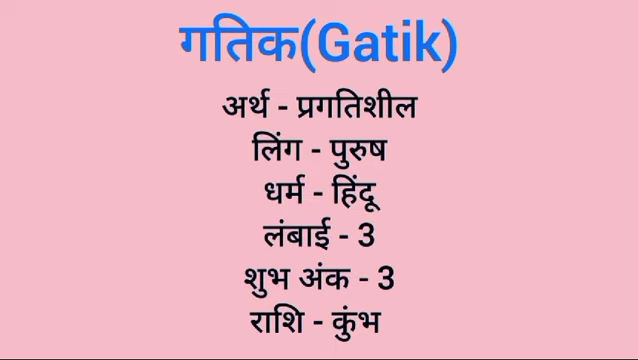 गतिक(Gatik)
अर्थ - प्रगतिशील
लिंग - पुरुष
धर्म - हिंदू
लंबाई - 3
शुभ अंक - 3
राशि - कुंभ